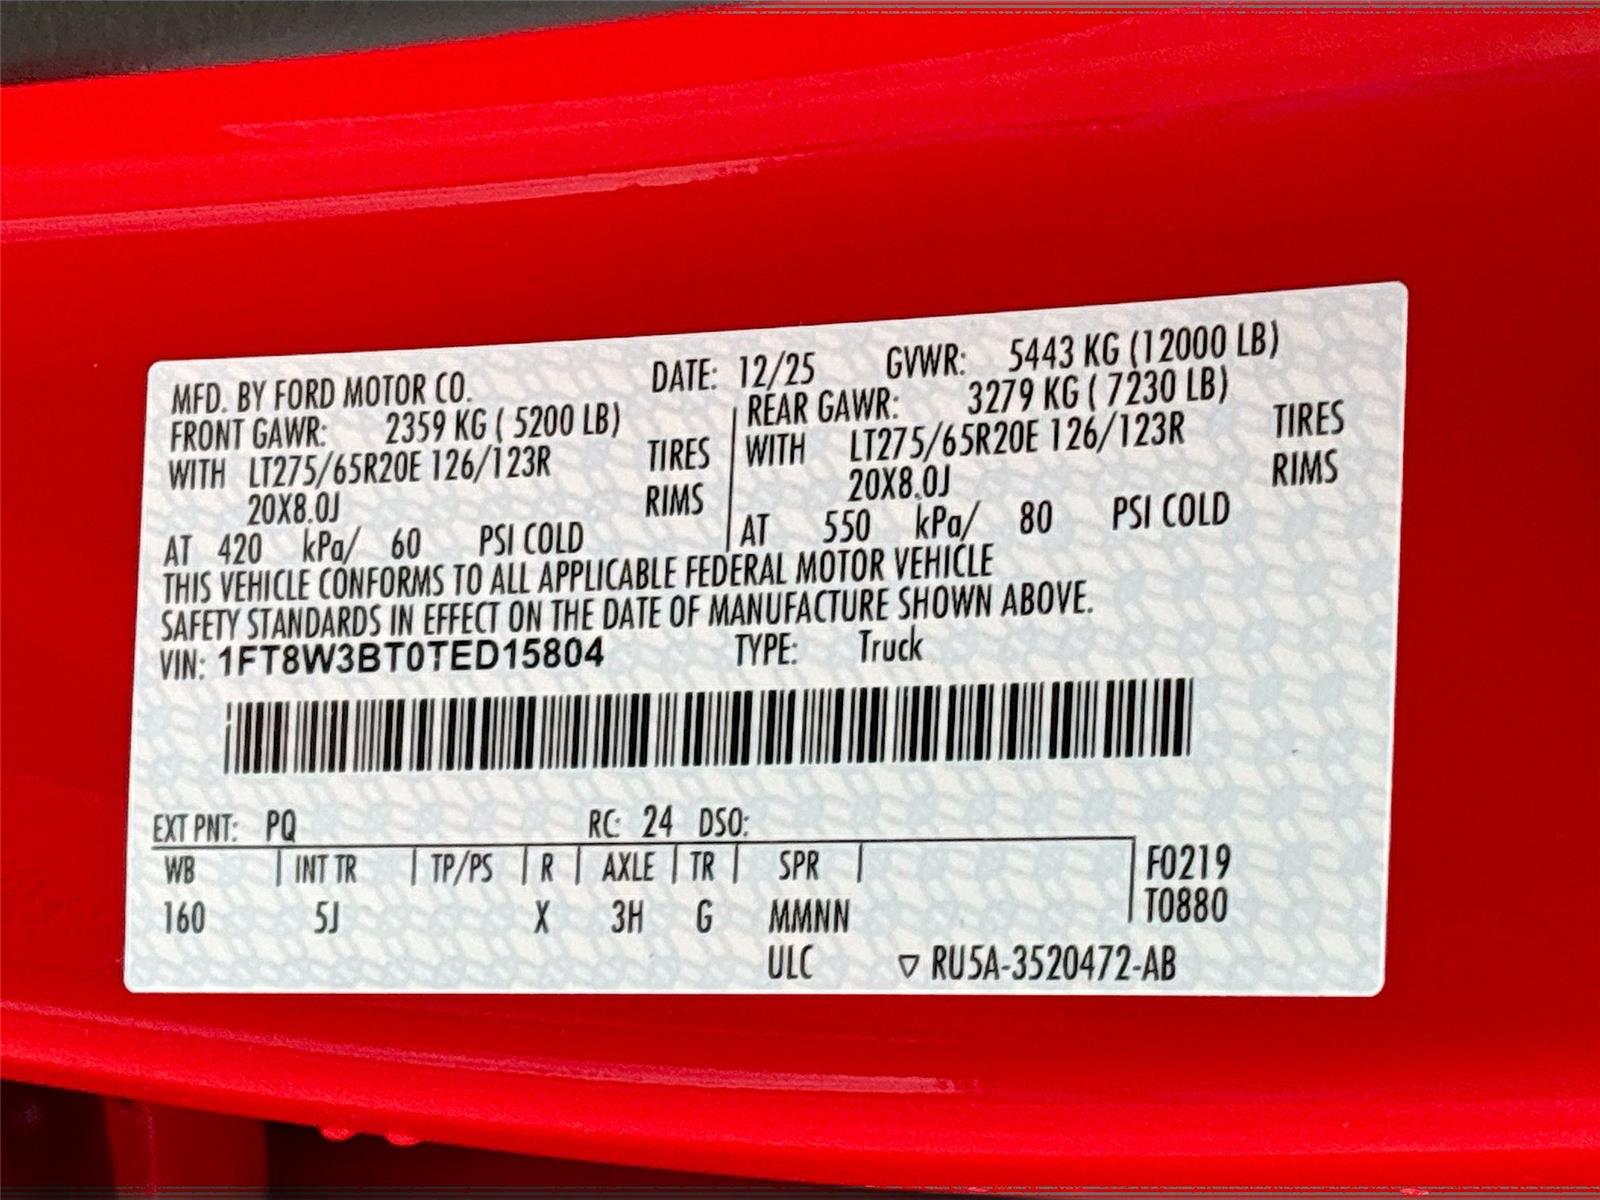 MFD. BY FORD MOTOR CO. DATE: 12/25 GVWR: 5443 KG (12000 LB)
FRONT GAWR: 2359 KG ( 5200 LB) REAR GAWR: 3279 KG ( 7230 LB)
WITH LT275/65R20E 126/123R TIRES WITH LT275/65R20E 126/123R TIRES
20X8.0J RIMS 20X8.0J RIMS
AT 420 kPa/ 60 PSI COLD AT 550 kPa/ 80 PSI COLD
THIS VEHICLE CONFORMS TO ALL APPLICABLE FEDERAL MOTOR VEHICLE
SAFETY STANDARDS IN EFFECT ON THE DATE OF MANUFACTURE SHOWN ABOVE.
VIN: 1FT8W3BT0TED15804 TYPE: Truck
EXT PNT: PQ RC: 24 DSO:
WB INT TR TP/PS R AXLE TR SPR F0219
160 5J X 3H G MMNN T0880
ULC ▽ RU5A-3520472-AB